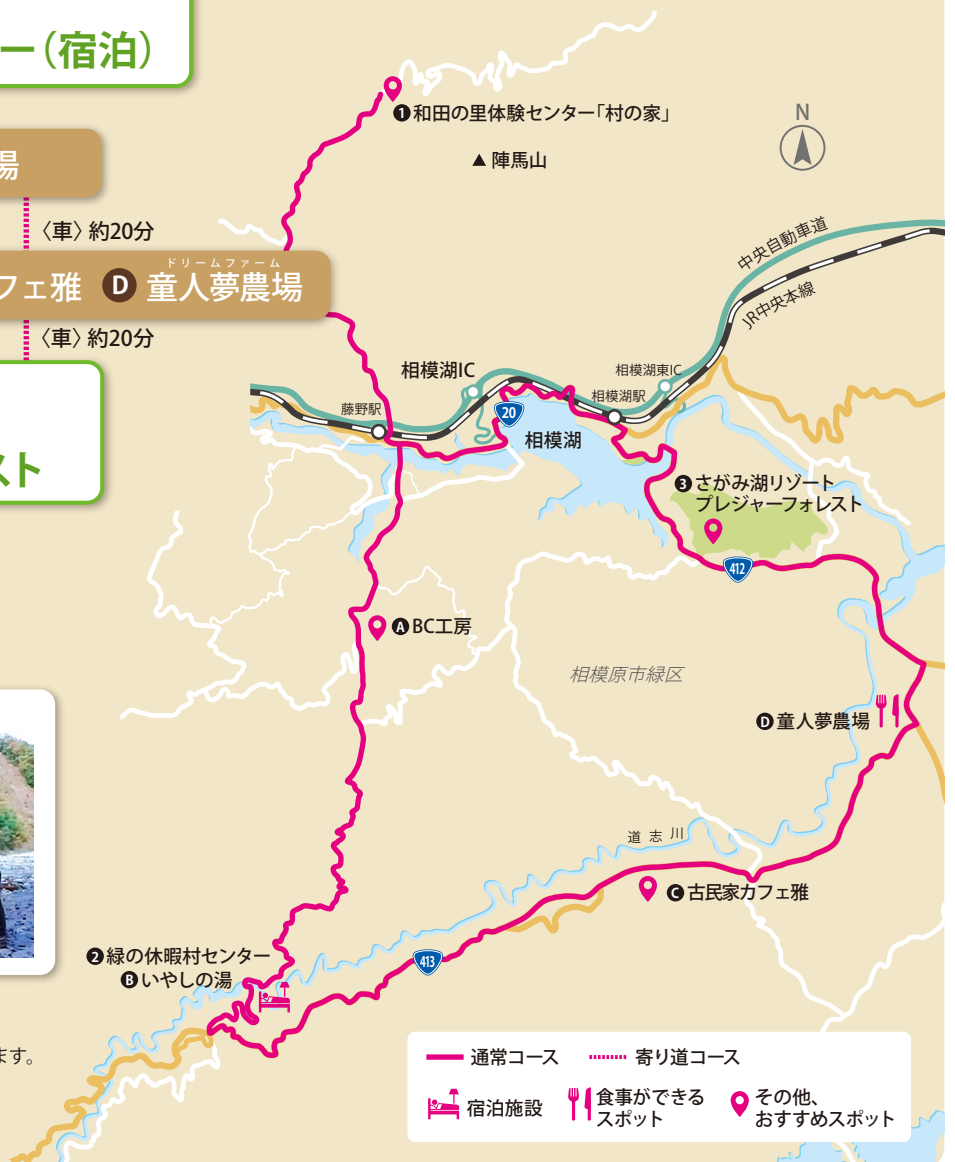 ー（宿泊）
場
〈車〉約20分
ドリームファーム
フェ雅 D 童人夢農場
〈車〉約20分
スト
ます。
❶和田の里体験センター「村の家」
▲ 陣馬山
N
中央自動車道
JR中央本線
相模湖IC
相模湖東IC
相模湖駅
藤野駅
20
相模湖
❸さがみ湖リゾート
プレジャーフォレスト
412
A BC工房
相模原市緑区
D 童人夢農場
道志川
C 古民家カフェ雅
❷緑の休暇村センター
B いやしの湯
413
通常コース
寄り道コース
宿泊施設
食事ができる
スポット
その他、
おすすめスポット